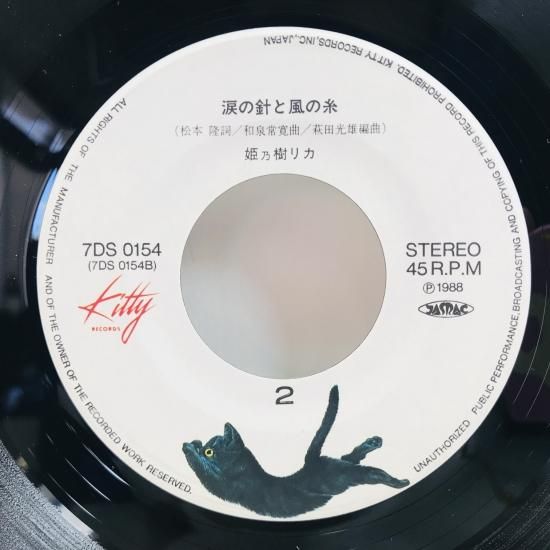 涙の針と風の糸
(松本 隆詞／和泉常寛曲／萩田光雄編曲)
姫乃樹リカ
7DS 0154
(7DS 0154B)
Kitty
RECORDS
STEREO
45 R.P.M
Ⓟ1988
JASRAC
2
ALL RIGHTS OF THE MANUFACTURER AND OF THE OWNER OF THE RECORDED WORK RESERVED.
UNAUTHORIZED PUBLIC PERFORMANCE, BROADCASTING AND COPYING OF THIS RECORD PROHIBITED. KITTY RECORDS, INC., JAPAN